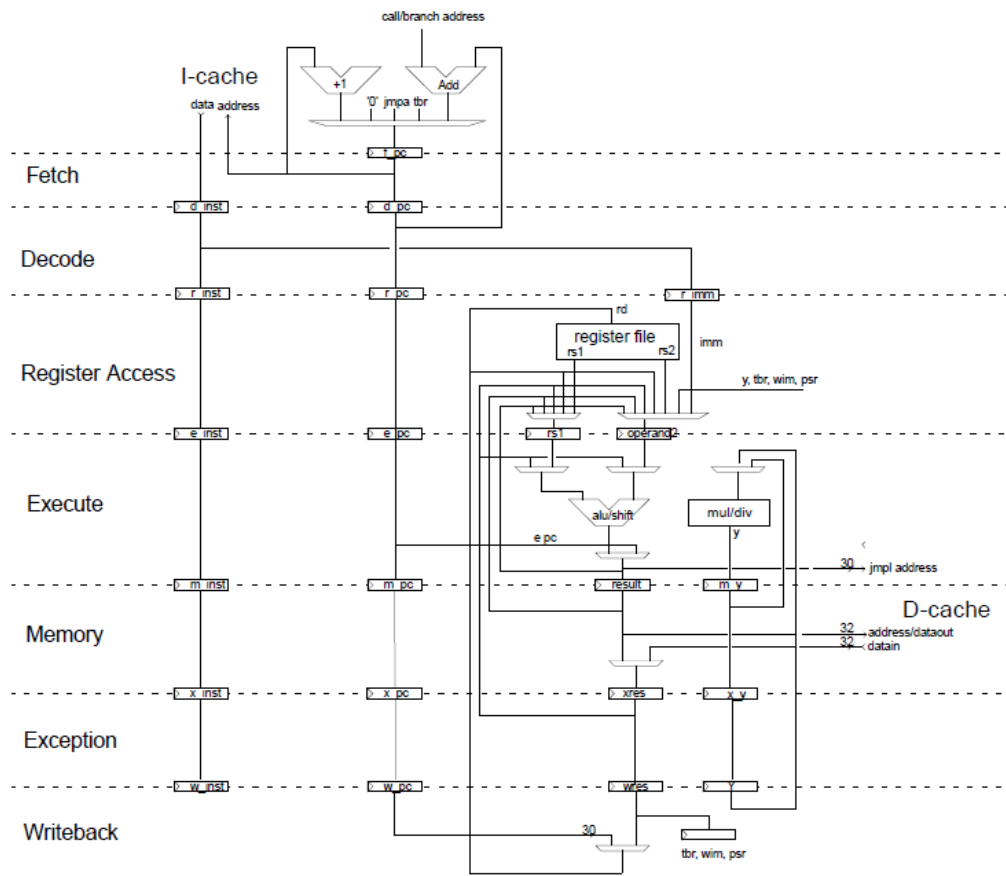 call/branch address
I-cache
+1
Add
data address
'0' jmpa tbr
f_pc
Fetch
d_inst
d_pc
Decode
r_inst
r_pc
r_imm
rd
register file
rs1
rs2
imm
Register Access
y, tbr, wim, psr
e_inst
e_pc
rs1
operand2
Execute
alu/shift
mul/div
y
e pc
30
jmpl address
m_inst
m_pc
result
m_y
D-cache
Memory
32
address/dataout
32
datain
x_inst
x_pc
xres
x_y
Exception
w_inst
w_pc
wres
Y
30
Writeback
tbr, wim, psr